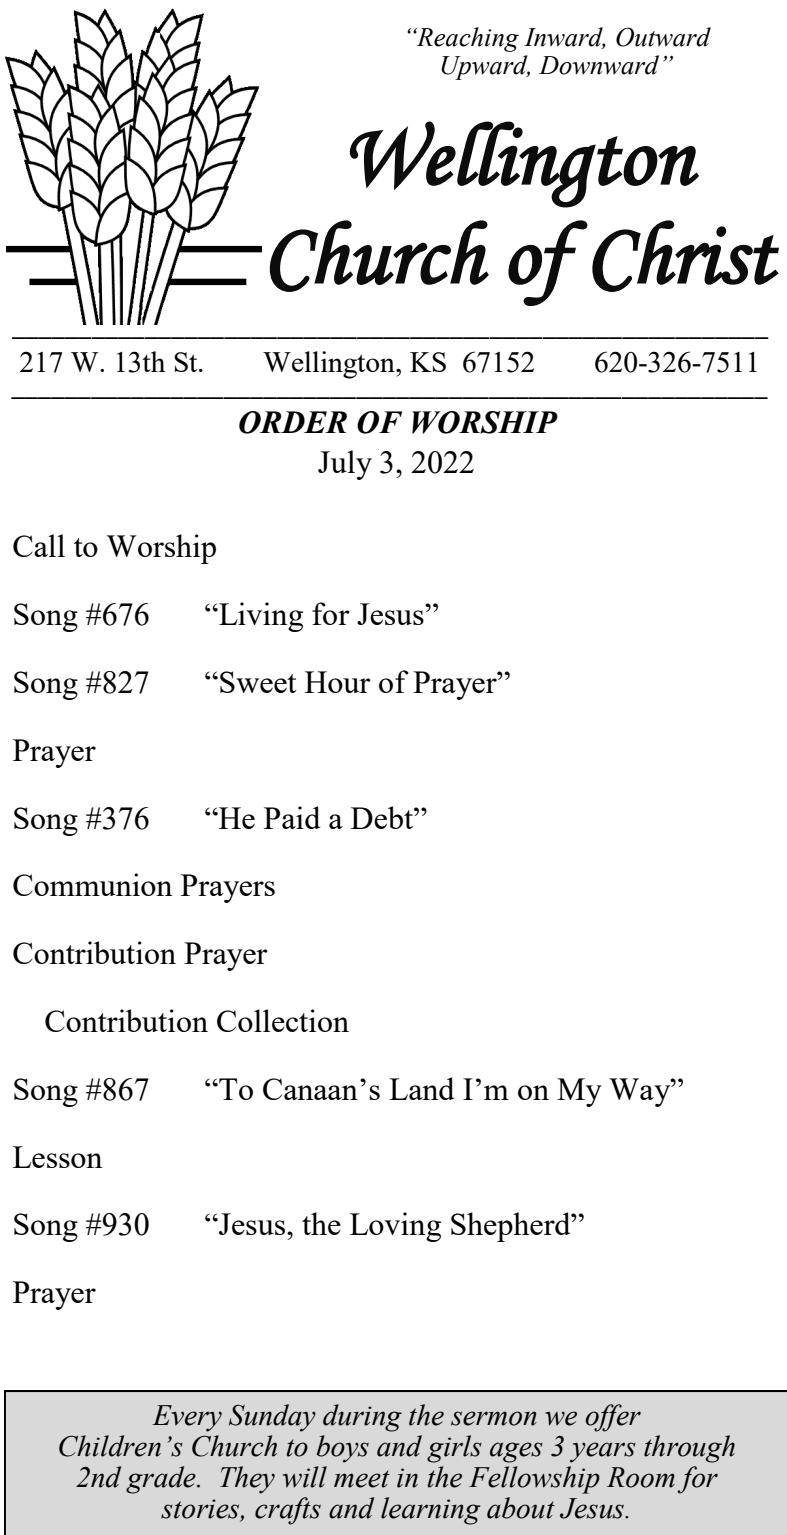 “Reaching Inward, Outward
Upward, Downward”
Wellington
Church of Christ
217 W. 13th St. Wellington, KS 67152 620-326-7511
ORDER OF WORSHIP
July 3, 2022
Call to Worship
Song #676 “Living for Jesus”
Song #827 “Sweet Hour of Prayer”
Prayer
Song #376 “He Paid a Debt”
Communion Prayers
Contribution Prayer
Contribution Collection
Song #867 “To Canaan’s Land I’m on My Way”
Lesson
Song #930 “Jesus, the Loving Shepherd”
Prayer
Every Sunday during the sermon we offer
Children’s Church to boys and girls ages 3 years through
2nd grade. They will meet in the Fellowship Room for
stories, crafts and learning about Jesus.